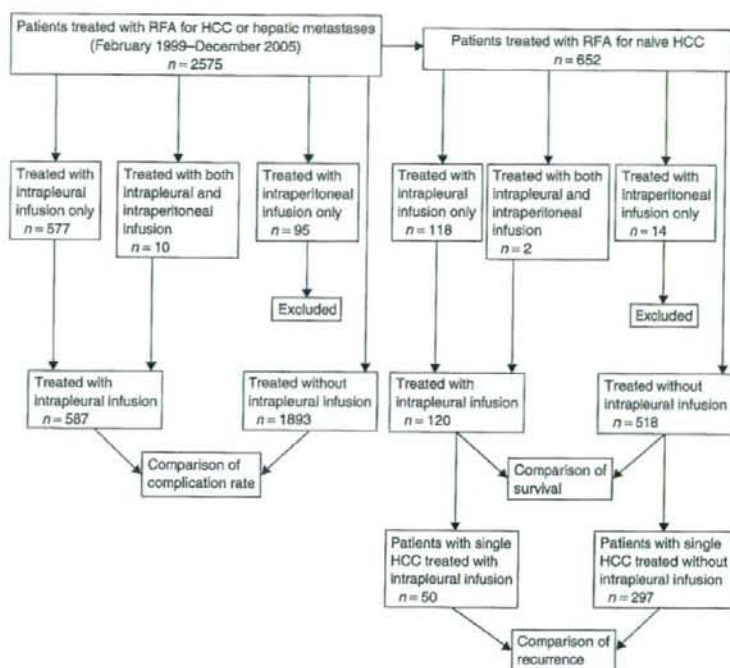 Patients treated with RFA for HCC or hepatic metastases
(February 1999–December 2005)
n = 2575
Patients treated with RFA for naive HCC
n = 652
Treated with
intrapleural
infusion only
n = 577
Treated with both
intrapleural and
intraperitoneal
infusion
n = 10
Treated with
intraperitoneal
infusion only
n = 95
Treated with
intrapleural
infusion only
n = 118
Treated with both
intrapleural and
intraperitoneal
infusion
n = 2
Treated with
intraperitoneal
infusion only
n = 14
Excluded
Excluded
Treated with
intrapleural infusion
n = 587
Treated without
intrapleural infusion
n = 1893
Treated with
intrapleural infusion
n = 120
Treated without
intrapleural infusion
n = 518
Comparison of
complication rate
Comparison of
survival
Patients with single
HCC treated with
intrapleural infusion
n = 50
Patients with single
HCC treated without
intrapleural infusion
n = 297
Comparison of
recurrence